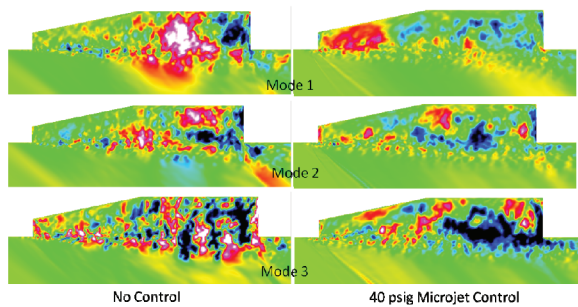 Mode 1
Mode 2
Mode 3
No Control
40 psig Microjet Control